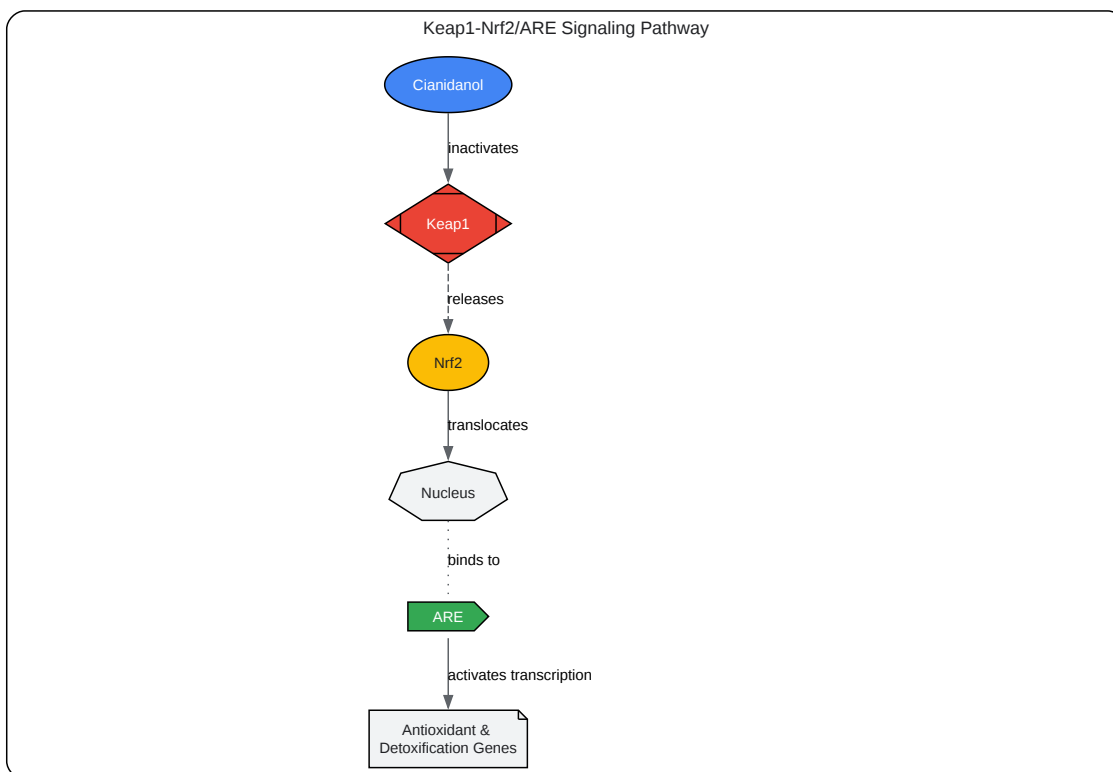 Keap1-Nrf2/ARE Signaling Pathway
Cianidanol
inactivates
Keap1
releases
Nrf2
translocates
Nucleus
binds to
ARE
activates transcription
Antioxidant &
Detoxification Genes